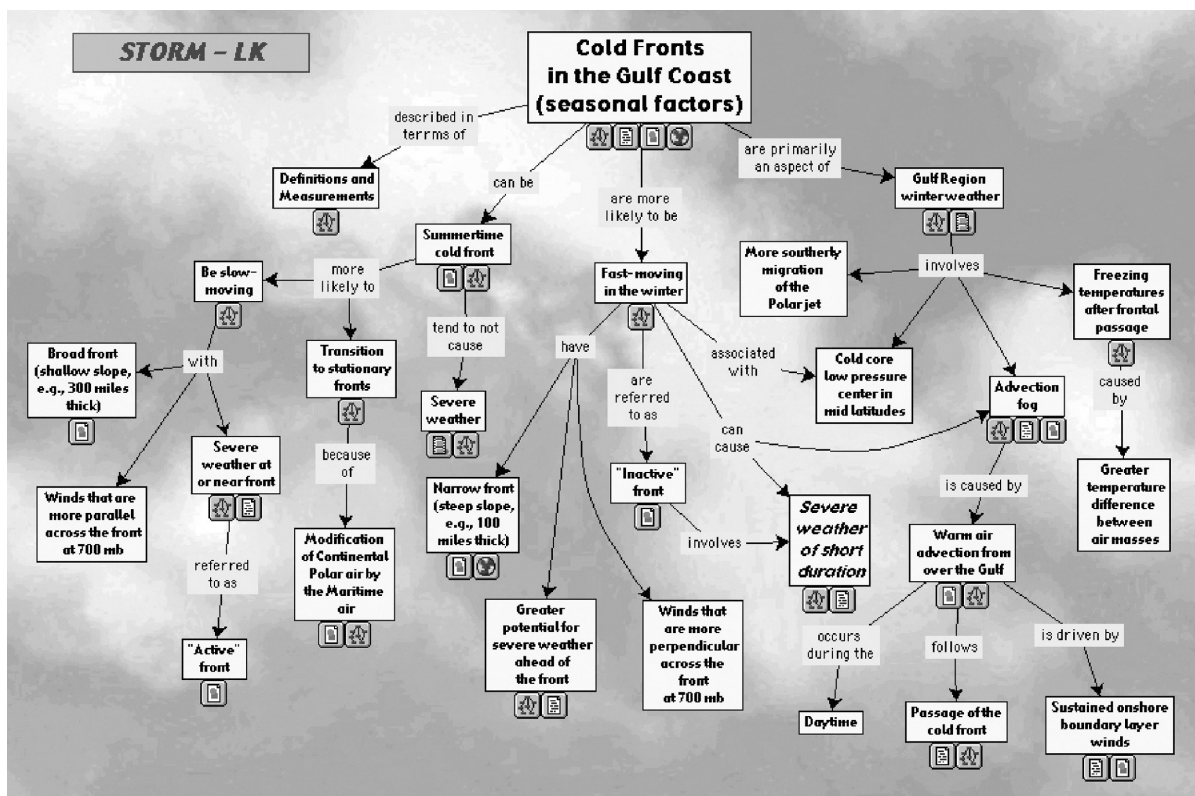 STORM – LK
Cold Fronts
in the Gulf Coast
(seasonal factors)
described in
terrms of
are primarily
an aspect of
Definitions and
Measurements
can be
are more
likely to be
Gulf Region
winter weather
Summertime
cold front
Be slow-
moving
more
likely to
Fast-moving
in the winter
More southerly
migration
of the
Polar jet
involves
Freezing
temperatures
after frontal
passage
tend to not
cause
have
with
Broad front
(shallow slope,
e.g., 300 miles
thick)
Transition
to stationary
fronts
associated
with
Cold core
low pressure
center in
mid latitudes
are
referred
to as
Advection
fog
caused
by
Severe
weather
can
cause
Severe
weather at
or near front
because
of
"Inactive"
front
is caused by
Greater
temperature
difference
between
air masses
Winds that are
more parallel
across the front
at 700 mb
Narrow front
(steep slope,
e.g., 100
miles thick)
Severe
weather
of short
duration
involves
Modification
of Continental
Polar air by
the Maritime
air
Warm air
advection from
over the Gulf
referred
to as
Greater
potential for
severe weather
ahead of
the front
Winds that
are more
perpendicular
across the
front
at 700 mb
occurs
during the
follows
is driven by
"Active"
front
Daytime
Passage of the
cold front
Sustained onshore
boundary layer
winds